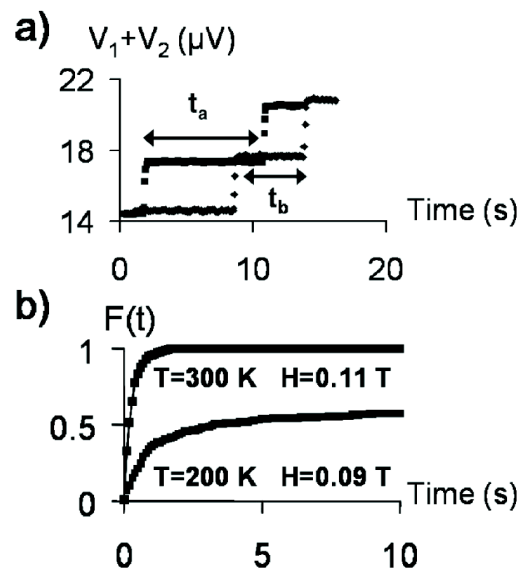 a)
V₁+V₂ (µV)
22
18
14
tₐ
t_b
0
10
20
Time (s)
b)
F(t)
1
0.5
0
T=300 K H=0.11 T
T=200 K H=0.09 T
0
5
10
Time (s)